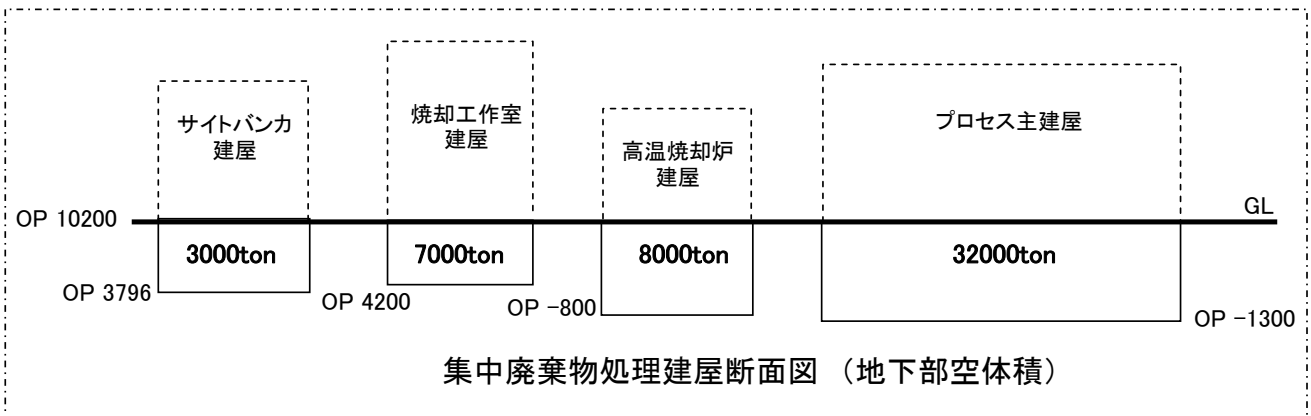 サイトバンカ
建屋
焼却工作室
建屋
高温焼却炉
建屋
プロセス主建屋
OP 10200
GL
3000ton
7000ton
8000ton
32000ton
OP 3796
OP 4200
OP -800
OP -1300
集中廃棄物処理建屋断面図 （地下部空体積）